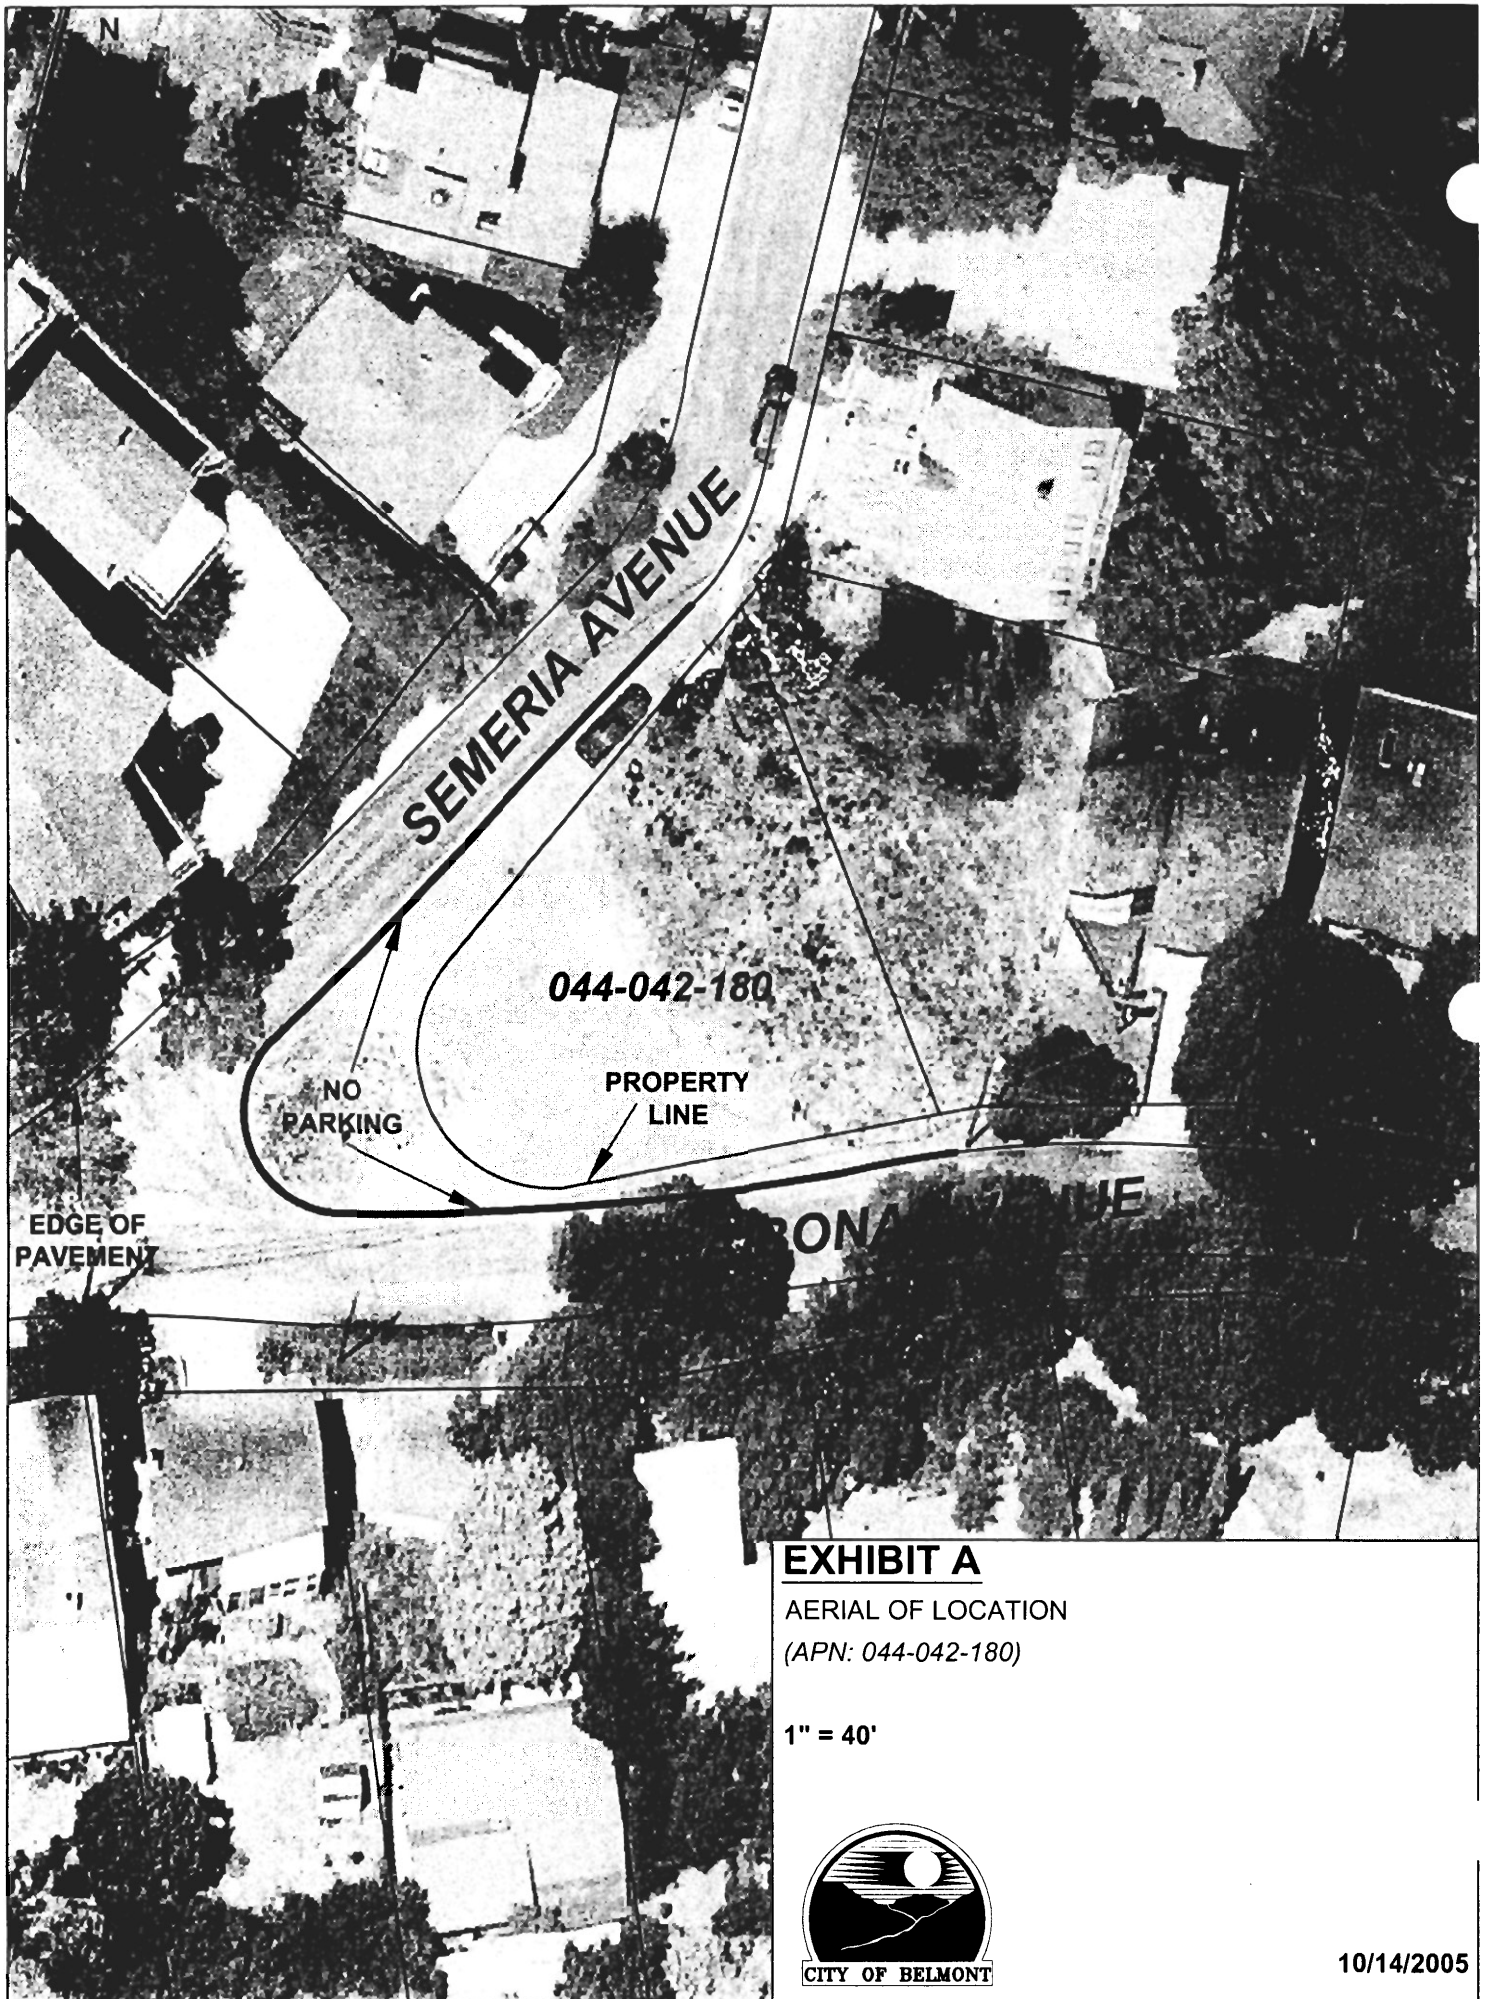 N
SEMERIA AVENUE
044-042-180
NO
PARKING
PROPERTY
LINE
EDGE OF
PAVEMENT
EXHIBIT A
AERIAL OF LOCATION
(APN: 044-042-180)
1" = 40'
CITY OF BELMONT
10/14/2005